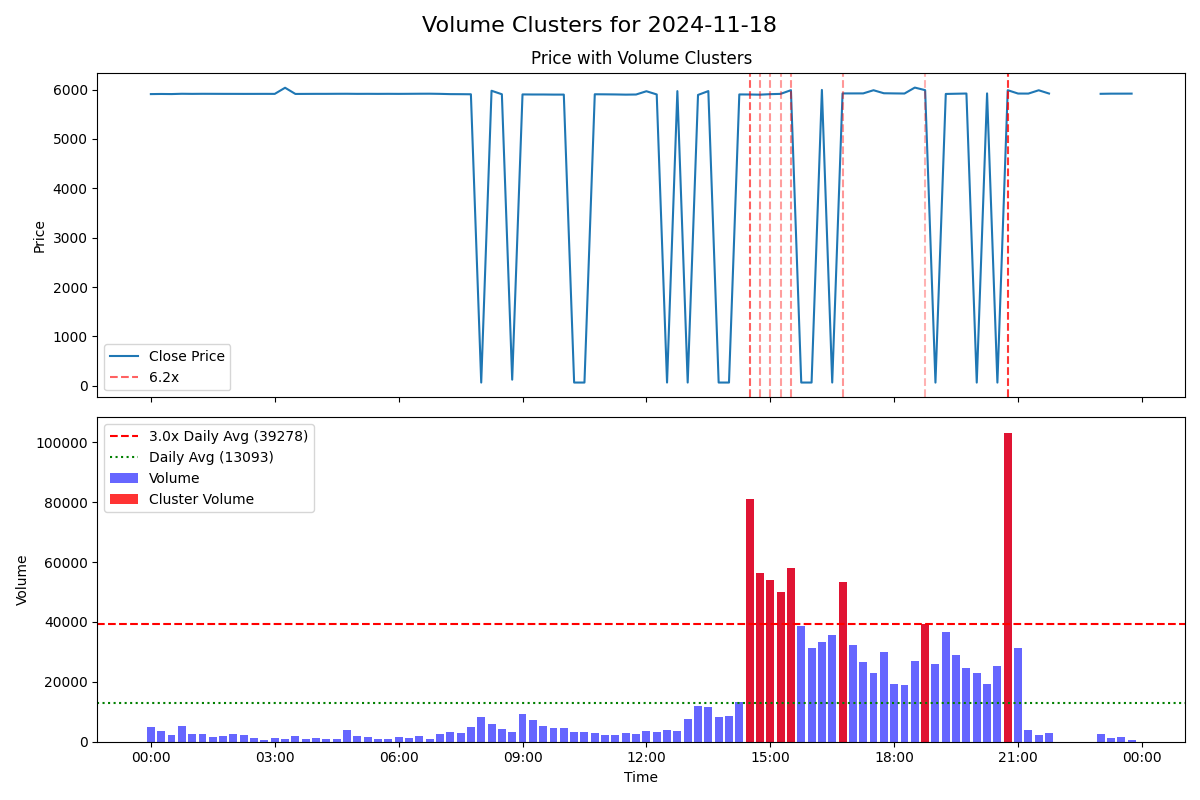 Volume Clusters for 2024-11-18
Price with Volume Clusters
6000
5000
4000
3000
2000
1000
0
Price
Close Price
6.2x
100000
80000
60000
40000
20000
0
Volume
3.0x Daily Avg (39278)
Daily Avg (13093)
Volume
Cluster Volume
00:00 03:00 06:00 09:00 12:00 15:00 18:00 21:00 00:00
Time